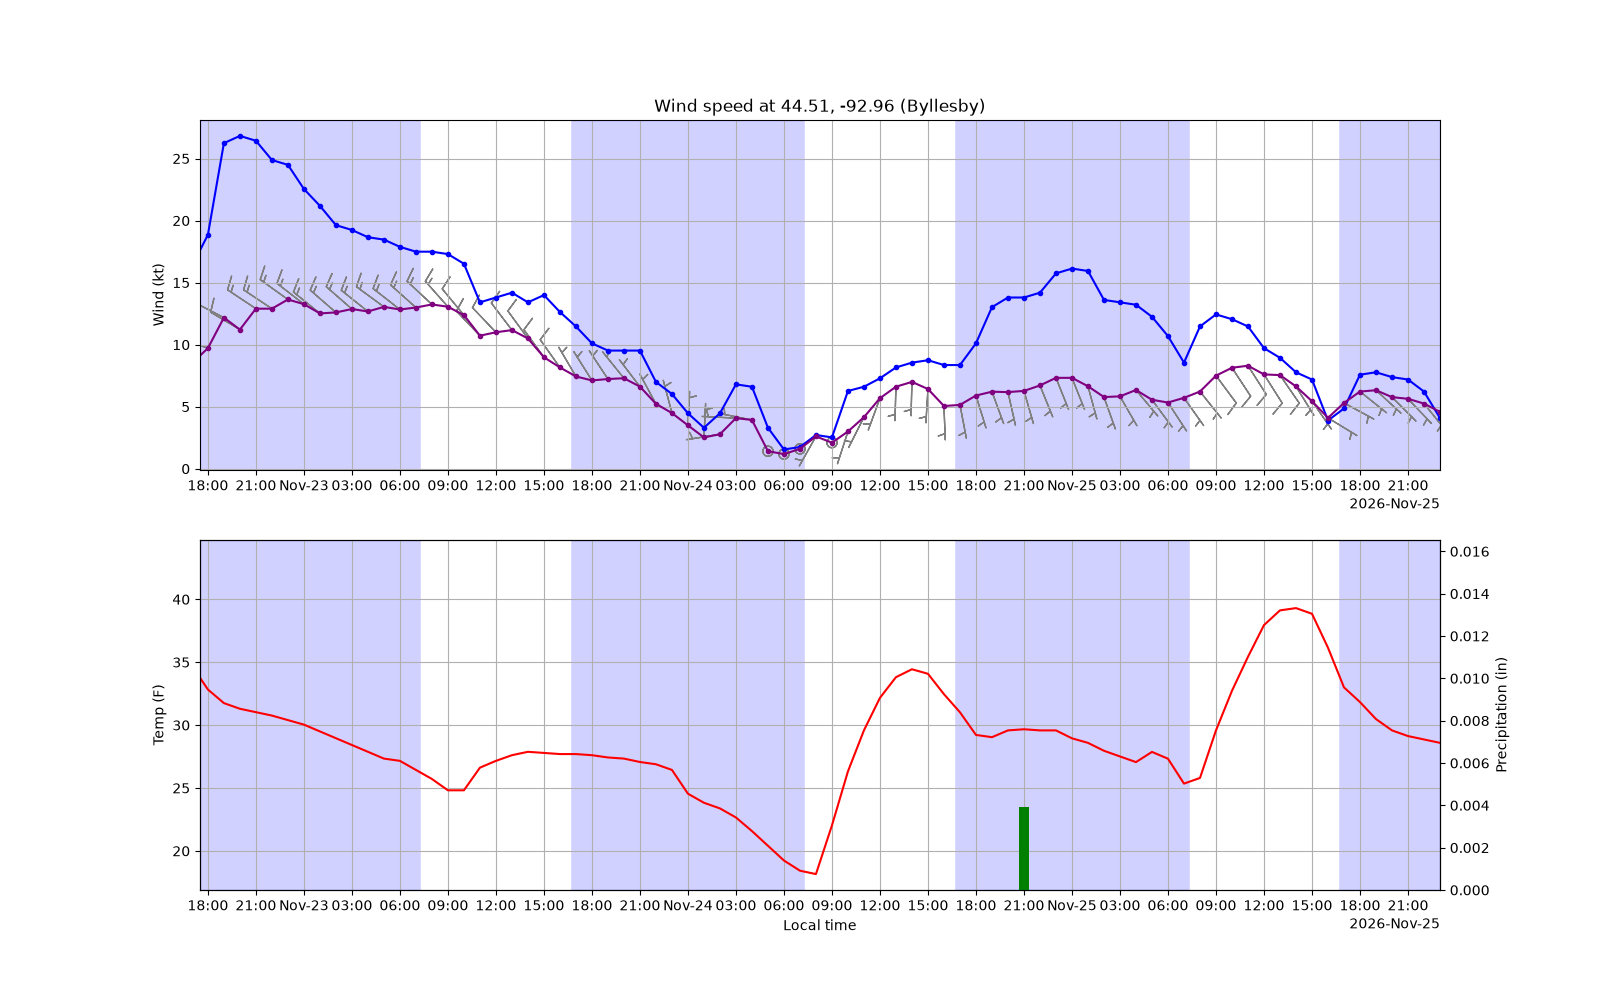 Wind speed at 44.51, -92.96 (Byllesby)
25
20
15
10
5
0
Wind (kt)
18:00 21:00 Nov-23 03:00 06:00 09:00 12:00 15:00 18:00 21:00 Nov-24 03:00 06:00 09:00 12:00 15:00 18:00 21:00 Nov-25 03:00 06:00 09:00 12:00 15:00 18:00 21:00
2026-Nov-25
40
35
30
25
20
Temp (F)
0.016
0.014
0.012
0.010
0.008
0.006
0.004
0.002
0.000
Precipitation (in)
18:00 21:00 Nov-23 03:00 06:00 09:00 12:00 15:00 18:00 21:00 Nov-24 03:00 06:00 09:00 12:00 15:00 18:00 21:00 Nov-25 03:00 06:00 09:00 12:00 15:00 18:00 21:00
Local time
2026-Nov-25